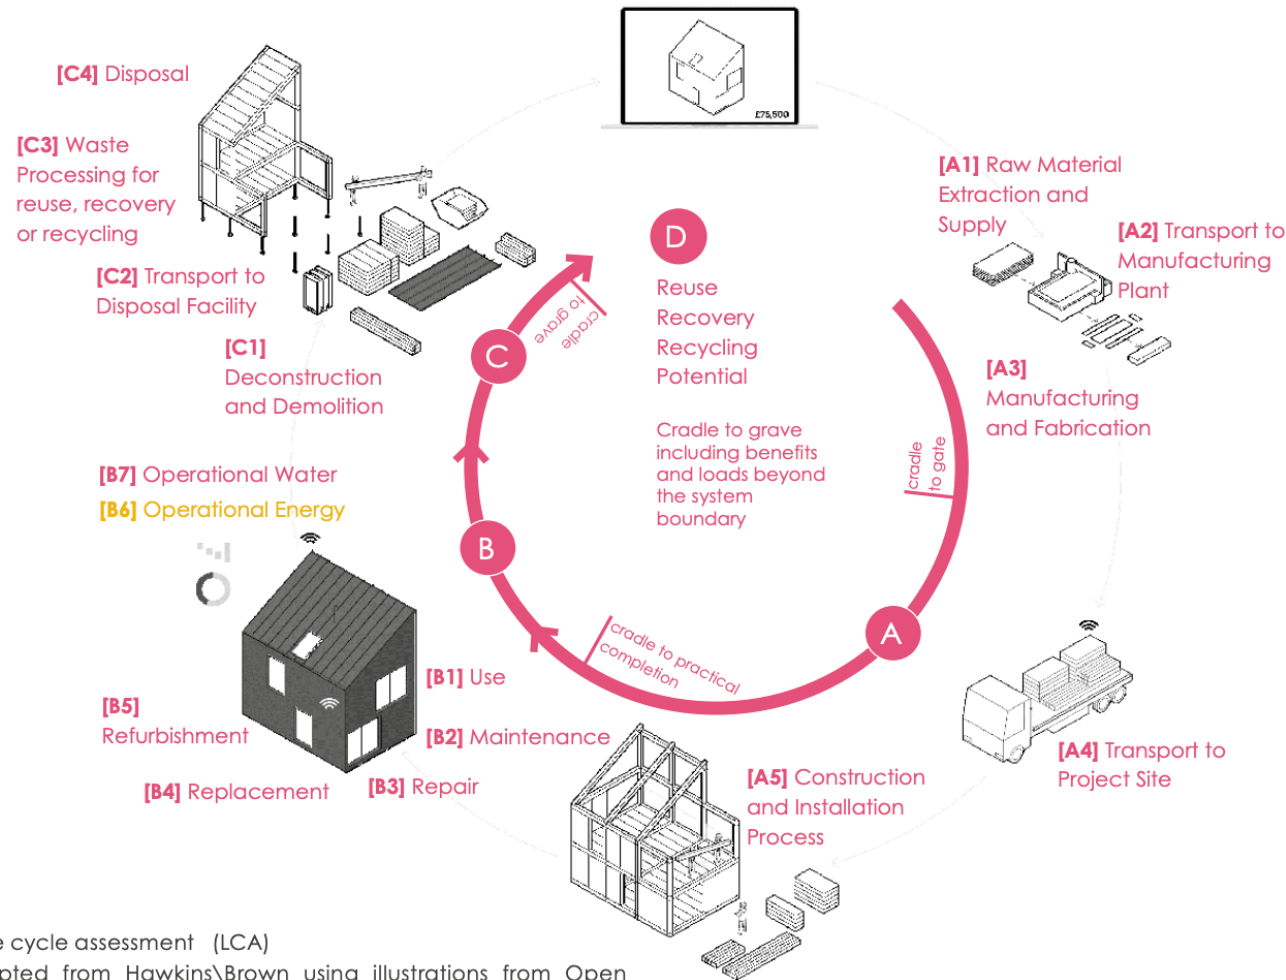 £75,500
[A1] Raw Material
Extraction and
Supply
[A2] Transport to
Manufacturing
Plant
[A3]
Manufacturing
and Fabrication
[A4] Transport to
Project Site
[A5] Construction
and Installation
Process
[B1] Use
[B2] Maintenance
[B3] Repair
[B4] Replacement
[B5]
Refurbishment
[B6] Operational Energy
[B7] Operational Water
[C1]
Deconstruction
and Demolition
[C2] Transport to
Disposal Facility
[C3] Waste
Processing for
reuse, recovery
or recycling
[C4] Disposal
D
Reuse
Recovery
Recycling
Potential
Cradle to grave
including benefits
and loads beyond
the system
boundary
cradle
to gate
A
cradle to practical
completion
B
C
cradle
to grave
cycle assessment (LCA)
from Hawkins\Brown using illustrations from Open